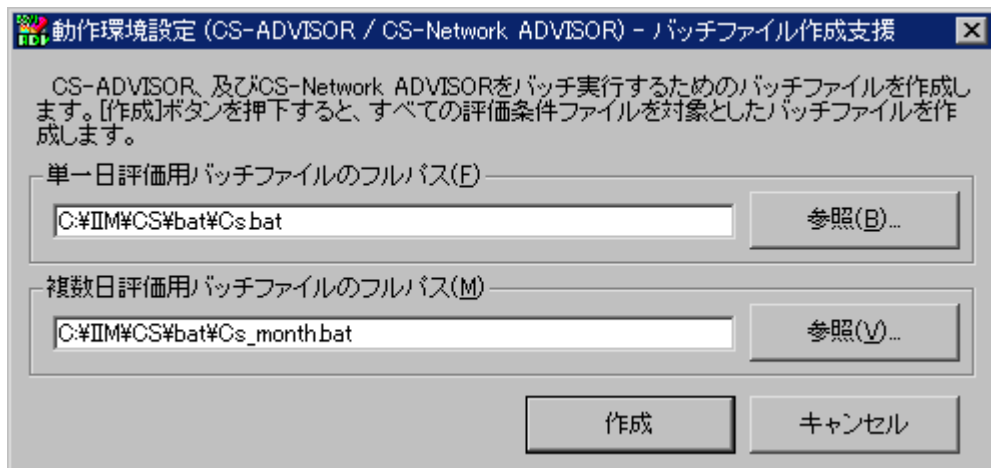 動作環境設定 (CS-ADVISOR / CS-Network ADVISOR) - バッチファイル作成支援
CS-ADVISOR、及びCS-Network ADVISORをバッチ実行するためのバッチファイルを作成し
ます。[作成]ボタンを押下すると、すべての評価条件ファイルを対象としたバッチファイルを作
成します。
単一日評価用バッチファイルのフルパス(F)
C:¥IIM¥CS¥bat¥Cs.bat
参照(B)...
複数日評価用バッチファイルのフルパス(M)
C:¥IIM¥CS¥bat¥Cs_month.bat
参照(V)...
作成
キャンセル